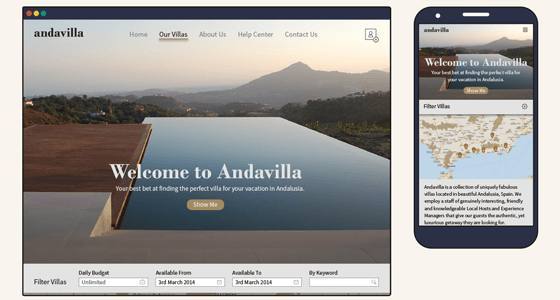 andavilla
Home Our Villas About Us Help Center Contact Us
Welcome to Andavilla
Your best bet at finding the perfect villa for your vacation in Andalusia.
Show Me
Filter Villas
Daily Budget
Unlimited
Available From
3rd March 2014
Available To
3rd March 2014
By Keyword
andavilla
Welcome to Andavilla
Your best bet at finding the perfect villa for
your vacation in Andalusia.
Show Me
Filter Villas
Andavilla is a collection of uniquely fabulous
villas located in beautiful Andalusia, Spain. We
employ a staff of genuinely interesting, friendly
and knowledgeable Local Hosts and Experience
Managers that give our guests the authentic, yet
luxurious getaway they are looking for.